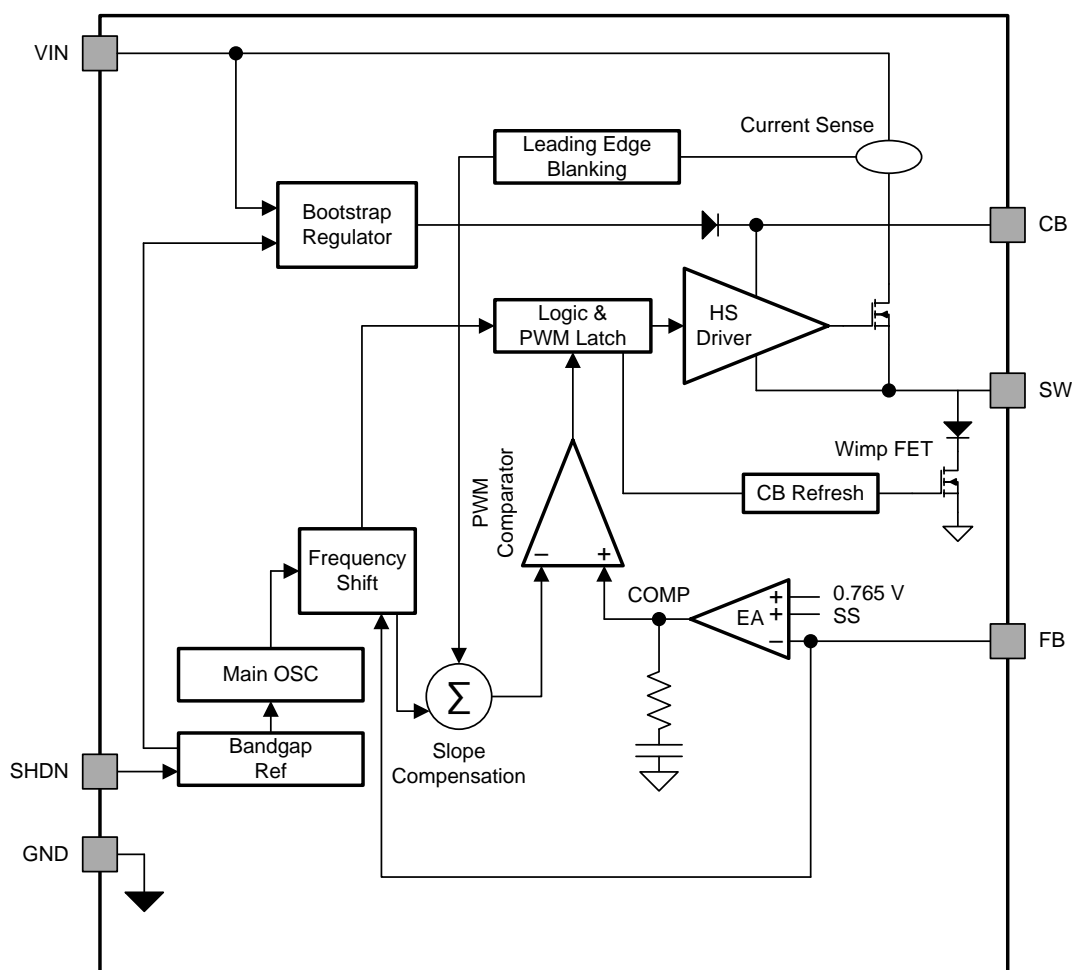 VIN
Current Sense
Leading Edge
Blanking
Bootstrap
Regulator
CB
Logic &
PWM Latch
HS
Driver
SW
Wimp FET
CB Refresh
PWM
Comparator
–
+
Frequency
Shift
COMP
EA
+
+
–
0.765 V
SS
FB
Main OSC
Σ
Slope
Compensation
Bandgap
Ref
SHDN
GND